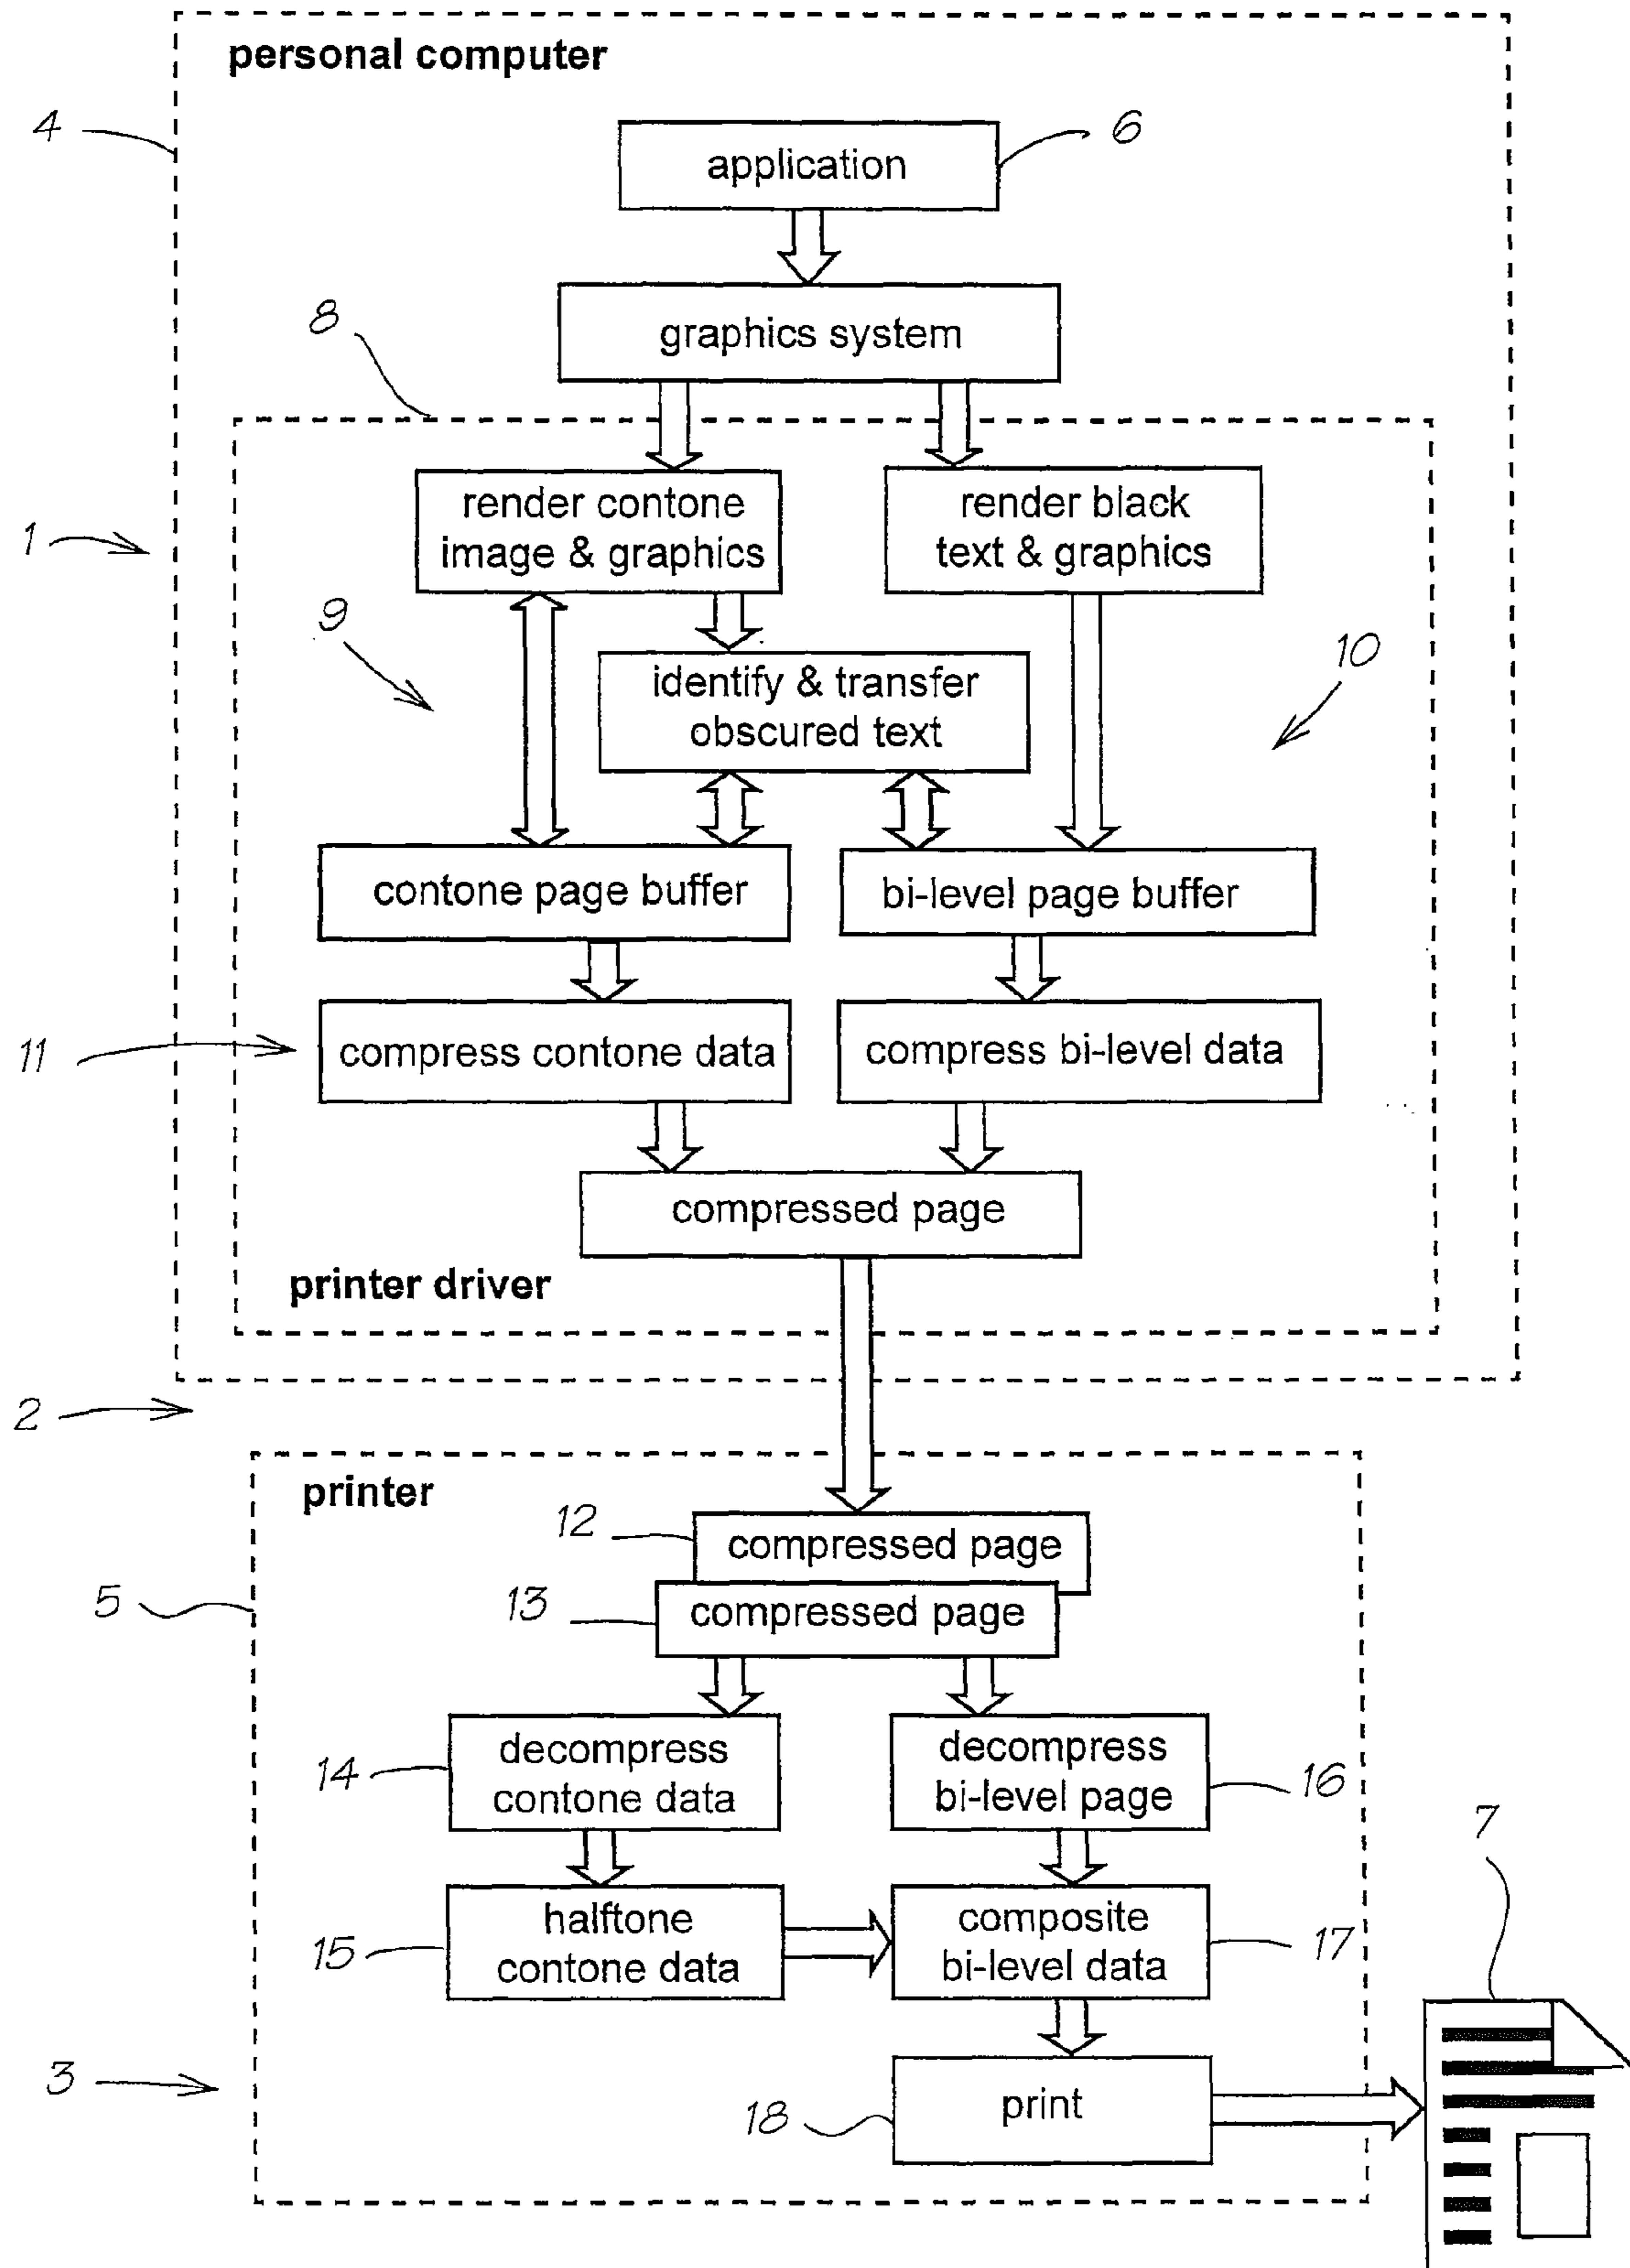 personal computer
4
6
application
8
graphics system
1
render contone
image & graphics
render black
text & graphics
9
10
identify & transfer
obscured text
contone page buffer
bi-level page buffer
11
compress contone data
compress bi-level data
compressed page
printer driver
2
printer
12
compressed page
5
13
compressed page
14
decompress
contone data
decompress
bi-level page
16
7
15
halftone
contone data
composite
bi-level data
17
3
18
print